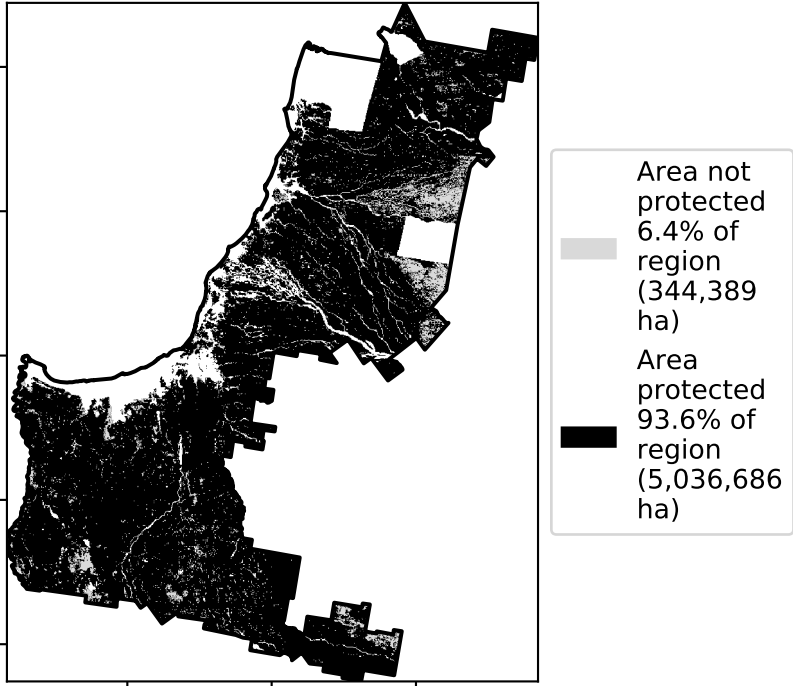 Area not
protected
6.4% of
region
(344,389
ha)
Area
protected
93.6% of
region
(5,036,686
ha)